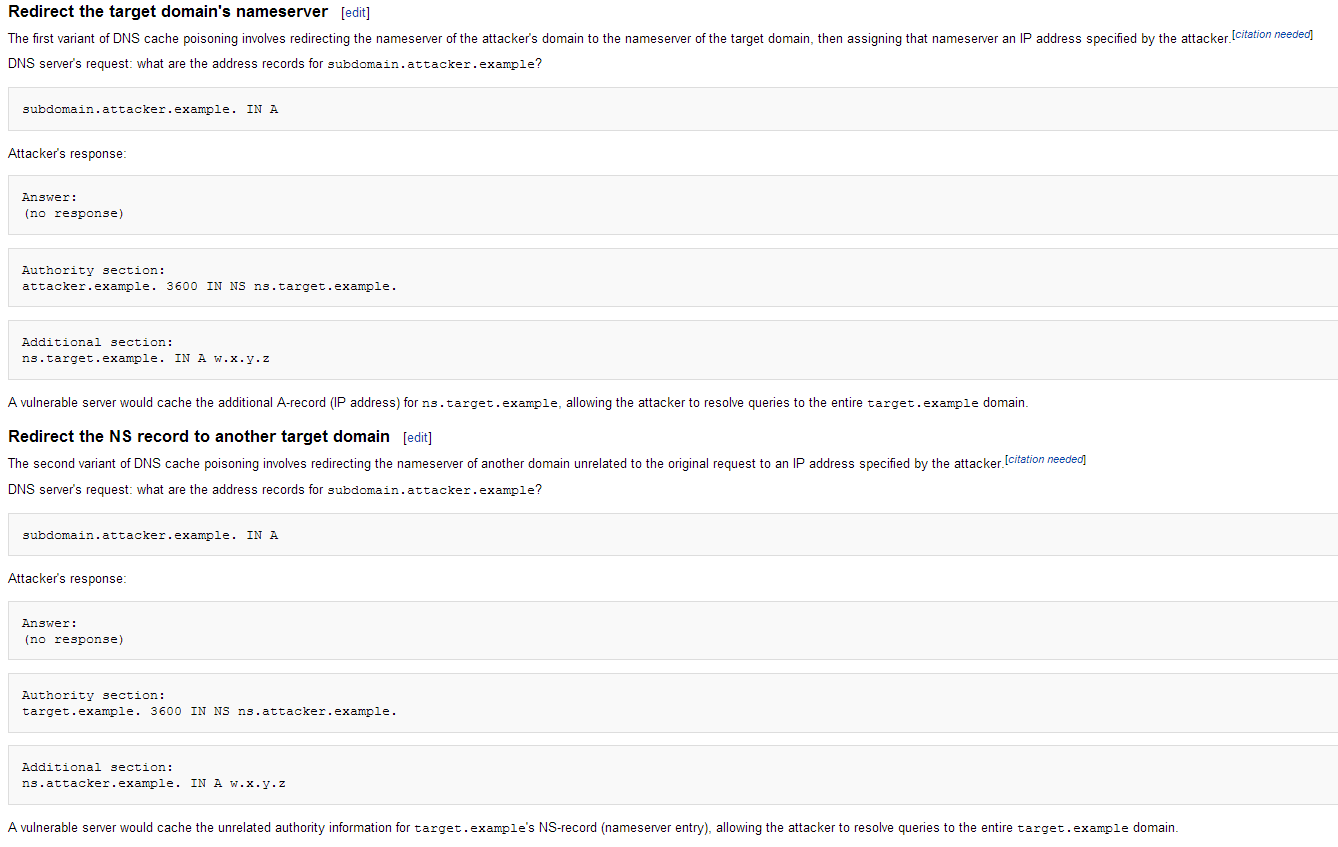 Redirect the target domain's nameserver [edit]
The first variant of DNS cache poisoning involves redirecting the nameserver of the attacker's domain to the nameserver of the target domain, then assigning that nameserver an IP address specified by the attacker.[citation needed]
DNS server's request: what are the address records for subdomain.attacker.example?
subdomain.attacker.example. IN A
Attacker's response:
Answer:
(no response)
Authority section:
attacker.example. 3600 IN NS ns.target.example.
Additional section:
ns.target.example. IN A w.x.y.z
A vulnerable server would cache the additional A-record (IP address) for ns.target.example, allowing the attacker to resolve queries to the entire target.example domain.
Redirect the NS record to another target domain [edit]
The second variant of DNS cache poisoning involves redirecting the nameserver of another domain unrelated to the original request to an IP address specified by the attacker.[citation needed]
DNS server's request: what are the address records for subdomain.attacker.example?
subdomain.attacker.example. IN A
Attacker's response:
Answer:
(no response)
Authority section:
target.example. 3600 IN NS ns.attacker.example.
Additional section:
ns.attacker.example. IN A w.x.y.z
A vulnerable server would cache the unrelated authority information for target.example's NS-record (nameserver entry), allowing the attacker to resolve queries to the entire target.example domain.